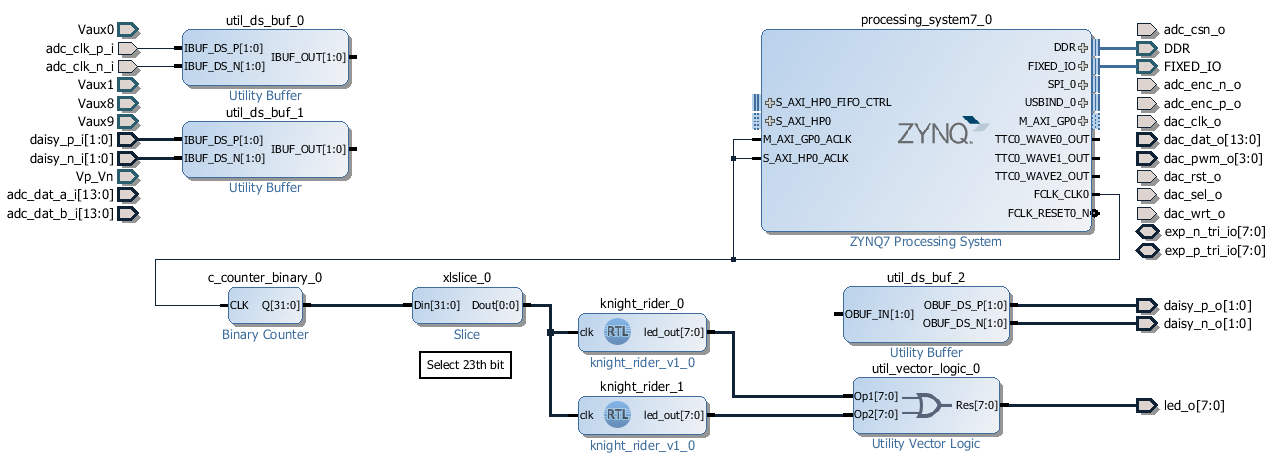 Vaux0
adc_clk_p_i
adc_clk_n_i
Vaux1
Vaux8
Vaux9
daisy_p_i[1:0]
daisy_n_i[1:0]
Vp_Vn
adc_dat_a_i[13:0]
adc_dat_b_i[13:0]
util_ds_buf_0
IBUF_DS_P[1:0]
IBUF_DS_N[1:0]
IBUF_OUT[1:0]
Utility Buffer
util_ds_buf_1
IBUF_DS_P[1:0]
IBUF_DS_N[1:0]
IBUF_OUT[1:0]
Utility Buffer
processing_system7_0
S_AXI_HP0_FIFO_CTRL
S_AXI_HP0
M_AXI_GP0_ACLK
S_AXI_HP0_ACLK
ZYNQ
DDR
FIXED_IO
SPI_0
USBIND_0
M_AXI_GP0
TTC0_WAVE0_OUT
TTC0_WAVE1_OUT
TTC0_WAVE2_OUT
FCLK_CLK0
FCLK_RESET0_N
ZYNQ7 Processing System
adc_csn_o
DDR
FIXED_IO
adc_enc_n_o
adc_enc_p_o
dac_clk_o
dac_dat_o[13:0]
dac_pwm_o[3:0]
dac_rst_o
dac_sel_o
dac_wrt_o
exp_n_tri_io[7:0]
exp_p_tri_io[7:0]
c_counter_binary_0
CLK
Q[31:0]
Binary Counter
xlslice_0
Din[31:0]
Dout[0:0]
Slice
Select 23th bit
knight_rider_0
clk
RTL
led_out[7:0]
knight_rider_v1_0
knight_rider_1
clk
RTL
led_out[7:0]
knight_rider_v1_0
util_ds_buf_2
OBUF_IN[1:0]
OBUF_DS_P[1:0]
OBUF_DS_N[1:0]
Utility Buffer
daisy_p_o[1:0]
daisy_n_o[1:0]
util_vector_logic_0
Op1[7:0]
Op2[7:0]
Res[7:0]
Utility Vector Logic
led_o[7:0]